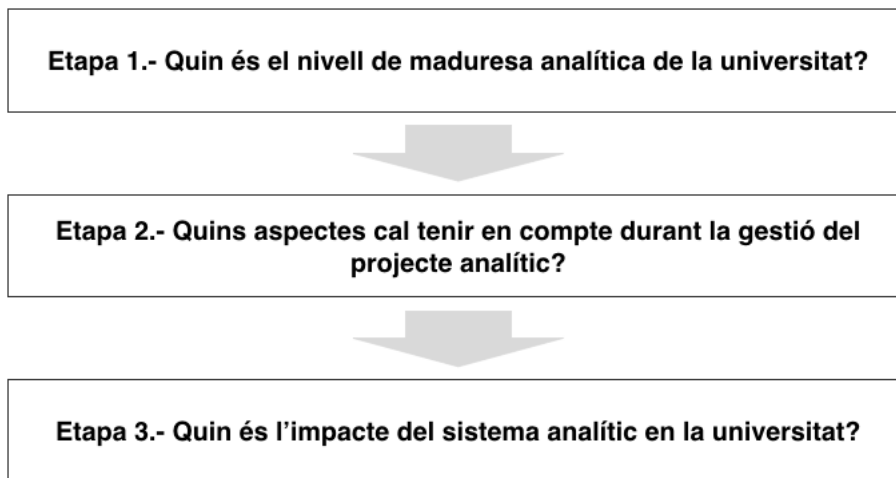 Etapa 1.- Quin és el nivell de maduresa analítica de la universitat?
Etapa 2.- Quins aspectes cal tenir en compte durant la gestió del
projecte analític?
Etapa 3.- Quin és l’impacte del sistema analític en la universitat?